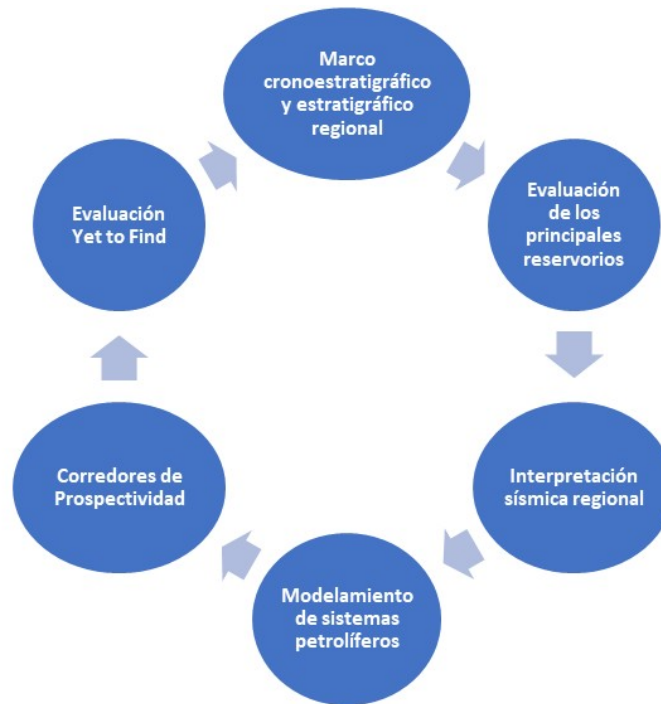 Marco
cronoestratigráfico
y estratigráfico
regional
Evaluación
de los
principales
reservorios
Interpretación
sísmica regional
Modelamiento
de sistemas
petrolíferos
Corredores de
Prospectividad
Evaluación
Yet to Find